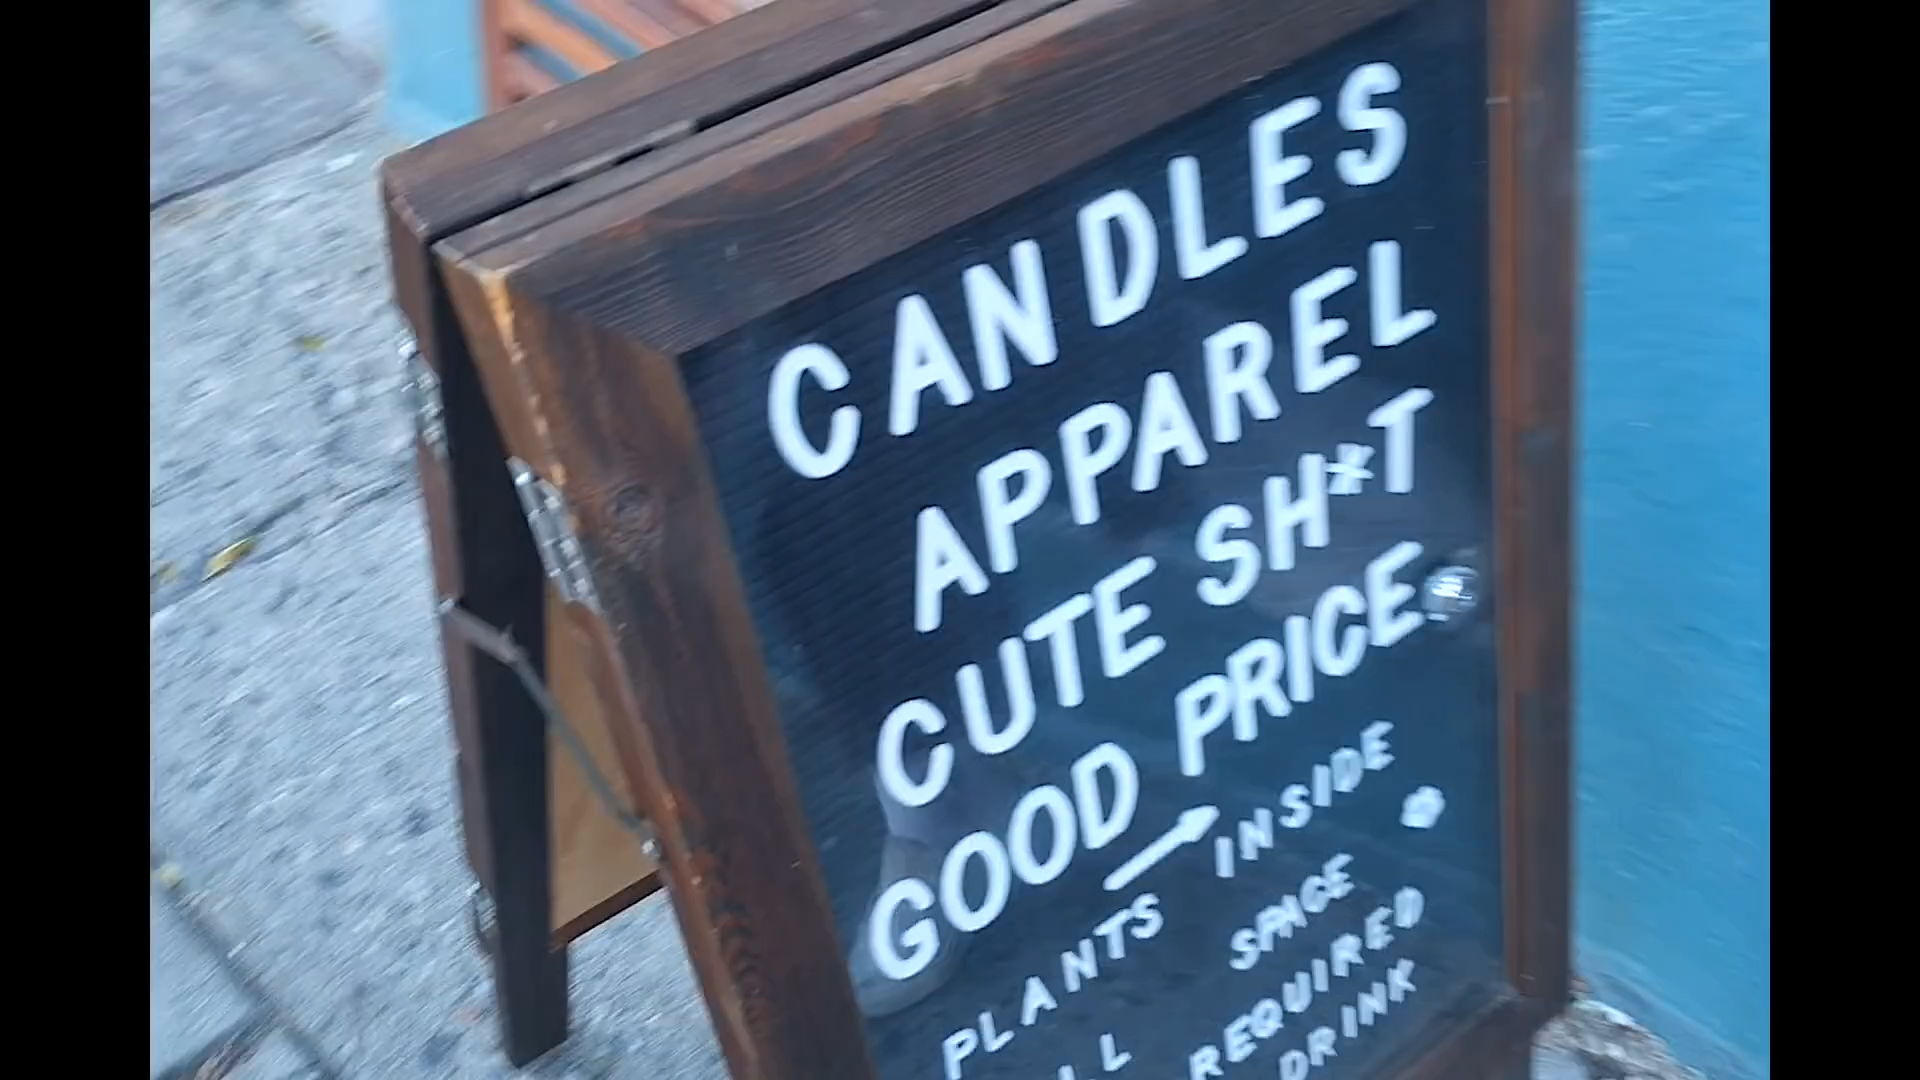 CANDLES
APPAREL
CUTE SH*T
GOOD PRICE
PLANTS → INSIDE
SPACE
REQUIRED
DRINK